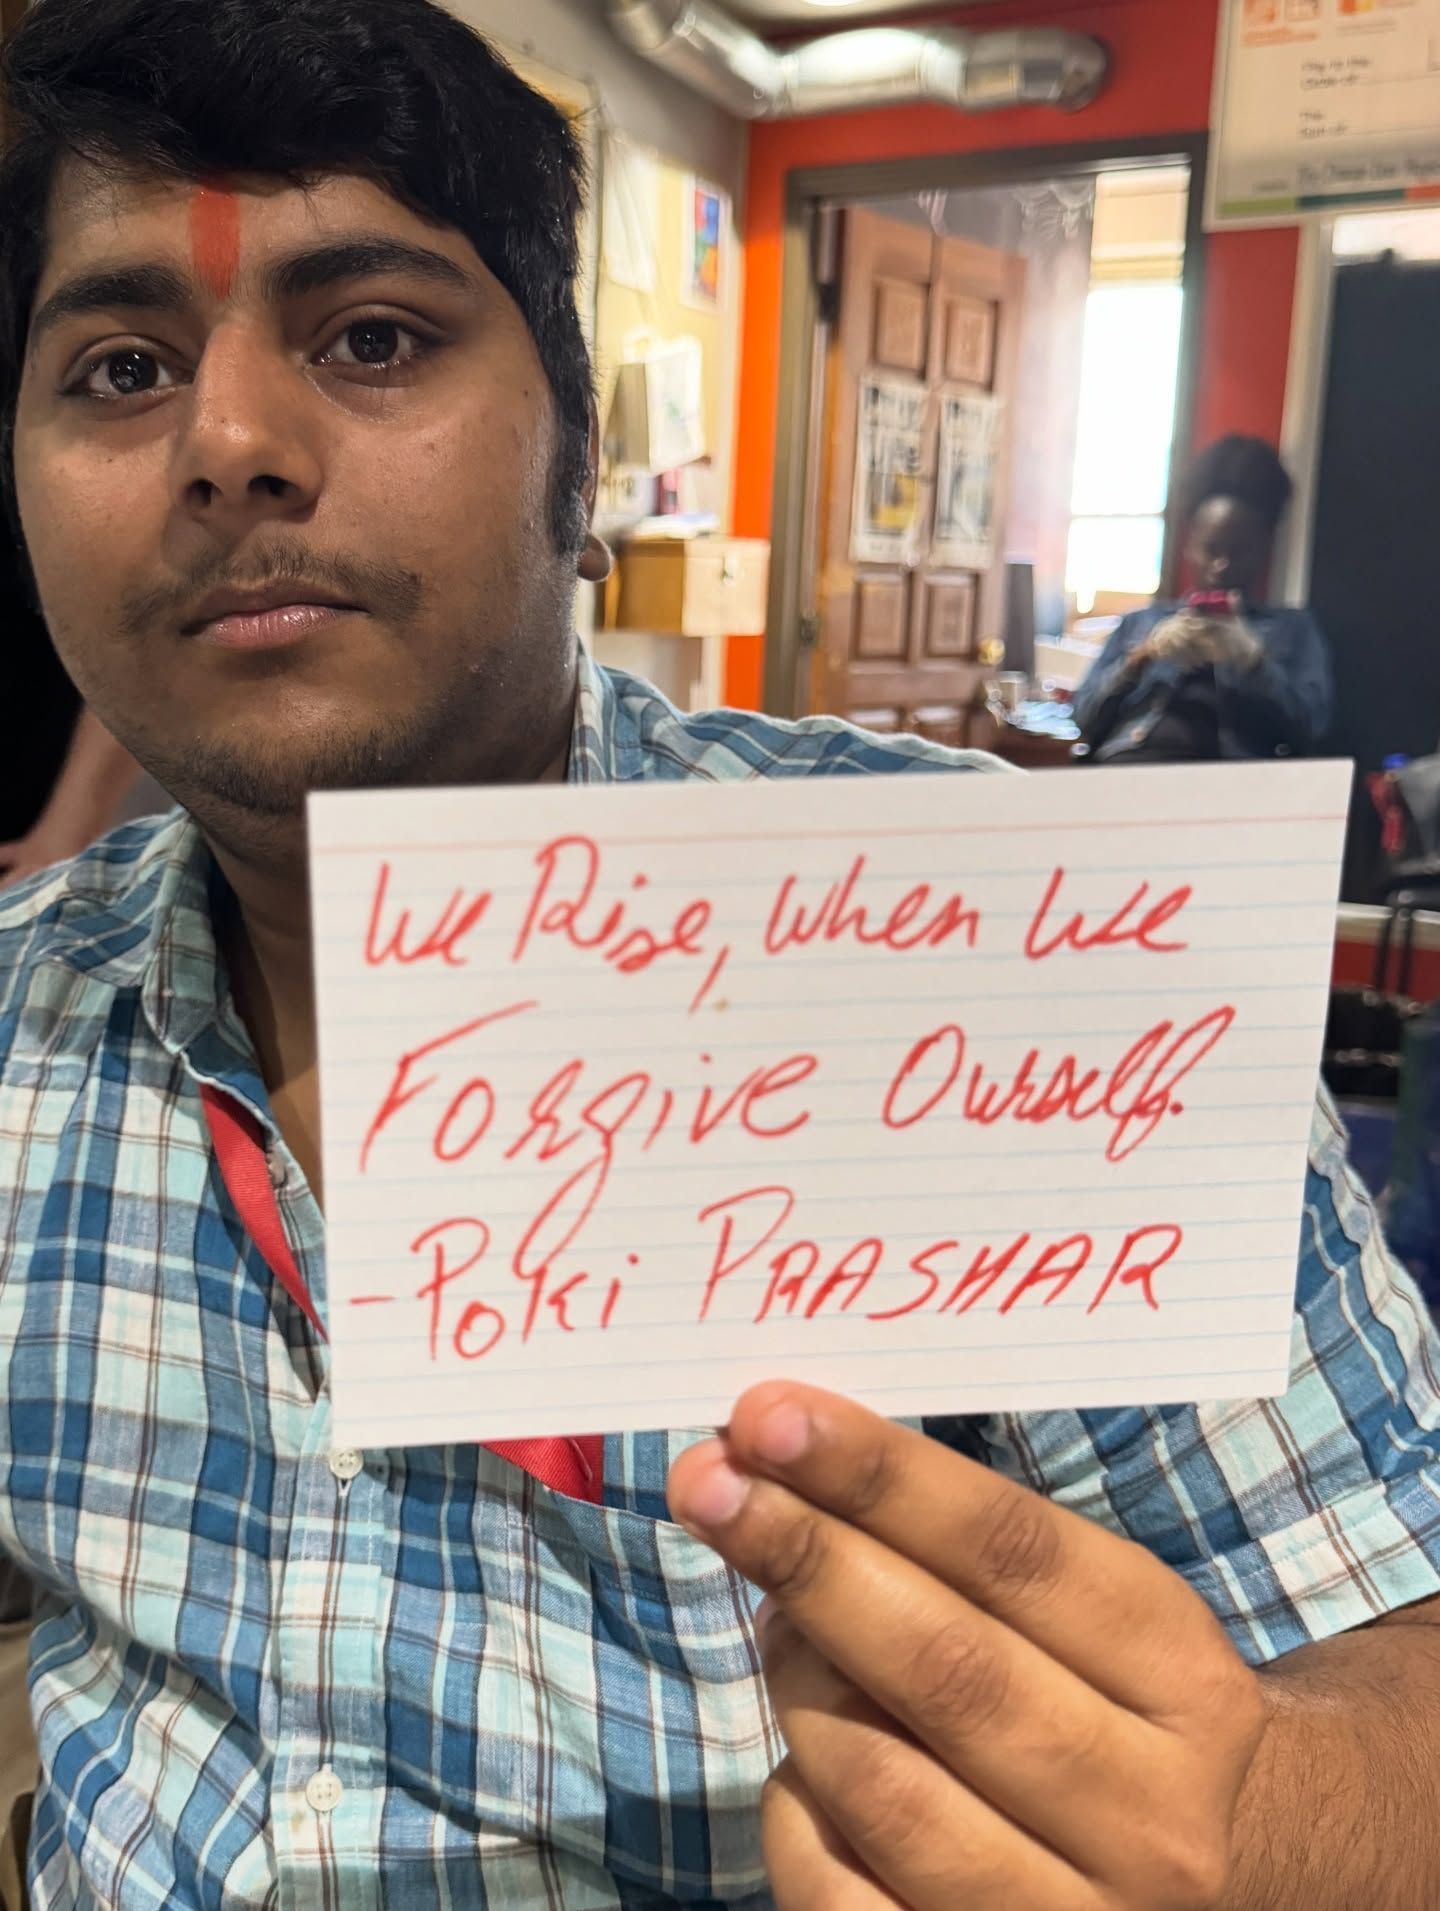 We Rise, When We
Forgive Ourself.
- Poki PRASHAR